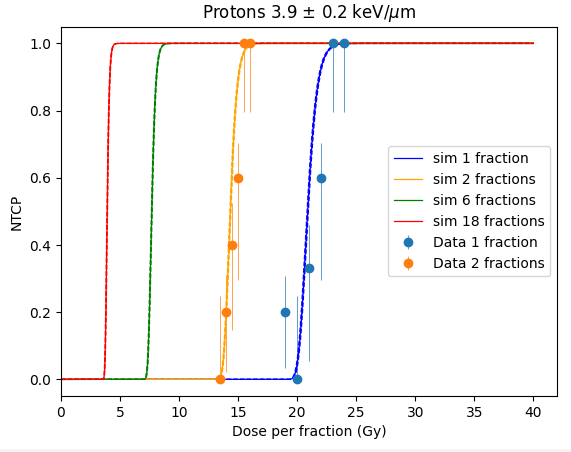 Protons 3.9 ± 0.2 keV/μm
NTCP
1.0
0.8
0.6
0.4
0.2
0.0
sim 1 fraction
sim 2 fractions
sim 6 fractions
sim 18 fractions
Data 1 fraction
Data 2 fractions
0 5 10 15 20 25 30 35 40
Dose per fraction (Gy)